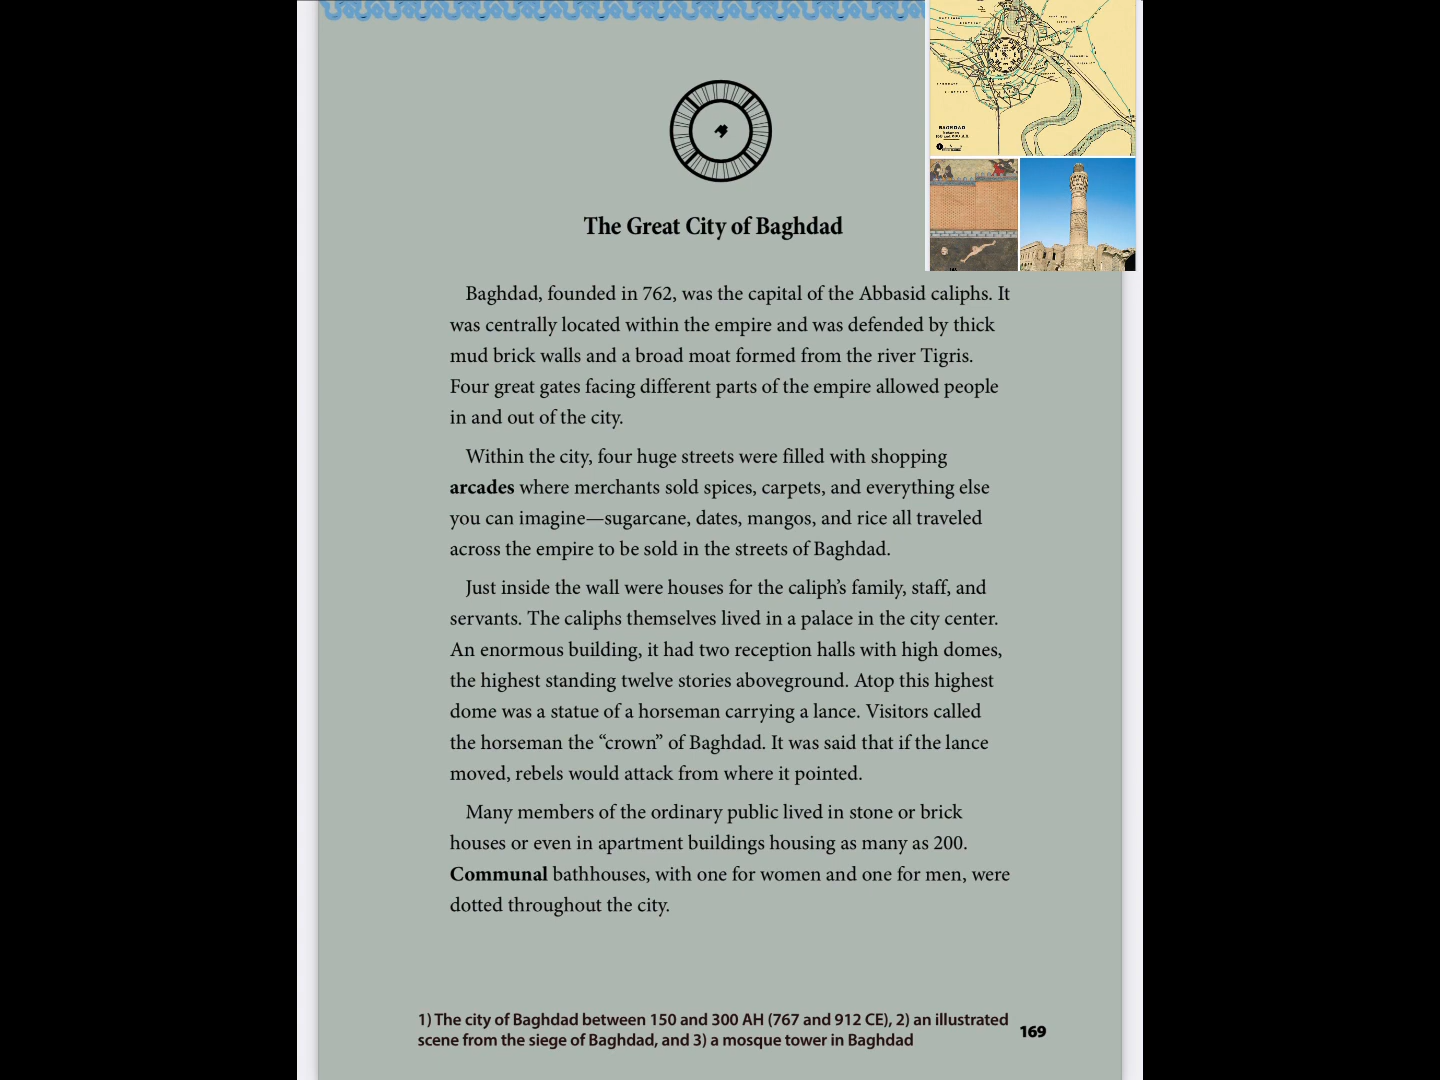 BAGHDAD
The Great City of Baghdad
Baghdad, founded in 762, was the capital of the Abbasid caliphs. It
was centrally located within the empire and was defended by thick
mud brick walls and a broad moat formed from the river Tigris.
Four great gates facing different parts of the empire allowed people
in and out of the city.
Within the city, four huge streets were filled with shopping
arcades where merchants sold spices, carpets, and everything else
you can imagine—sugarcane, dates, mangos, and rice all traveled
across the empire to be sold in the streets of Baghdad.
Just inside the wall were houses for the caliph’s family, staff, and
servants. The caliphs themselves lived in a palace in the city center.
An enormous building, it had two reception halls with high domes,
the highest standing twelve stories aboveground. Atop this highest
dome was a statue of a horseman carrying a lance. Visitors called
the horseman the “crown” of Baghdad. It was said that if the lance
moved, rebels would attack from where it pointed.
Many members of the ordinary public lived in stone or brick
houses or even in apartment buildings housing as many as 200.
Communal bathhouses, with one for women and one for men, were
dotted throughout the city.
1) The city of Baghdad between 150 and 300 AH (767 and 912 CE), 2) an illustrated
scene from the siege of Baghdad, and 3) a mosque tower in Baghdad
169